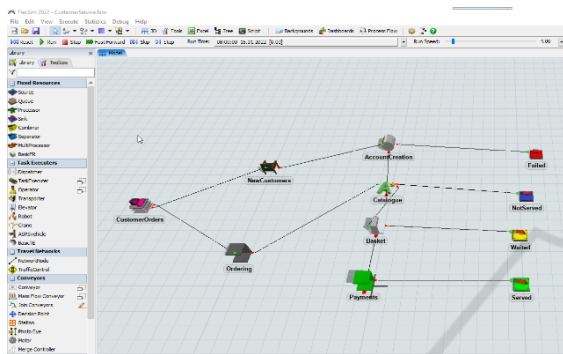 FlexSim 2022 - CustomerService.fsm
File Edit View Execute Statistics Debug Help
3D Tools Excel Tree Script Backgrounds Dashboards Process Flow
Reset Run Stop Fast Forward Skip Step Run Time: Run Speed: 1.00
Library Toolbox Model
Fixed Resources
Source
Queue
Processor
Sink
Combiner
Separator
MultiProcessor
BasicFR
Task Executers
Dispatcher
TaskExecuter
Operator
Transporter
Elevator
Robot
Crane
ASRSvehicle
BasicTE
Travel Networks
NetworkNode
TrafficControl
Conveyors
Conveyor
Mass Flow Conveyor
Join Conveyors
Decision Point
Station
Photo Eye
Motor
Merge Controller
AccountCreation
Failed
NewCustomers
CustomerOrders
Catalogue
NotServed
Basket
Waited
Ordering
Payments
Served